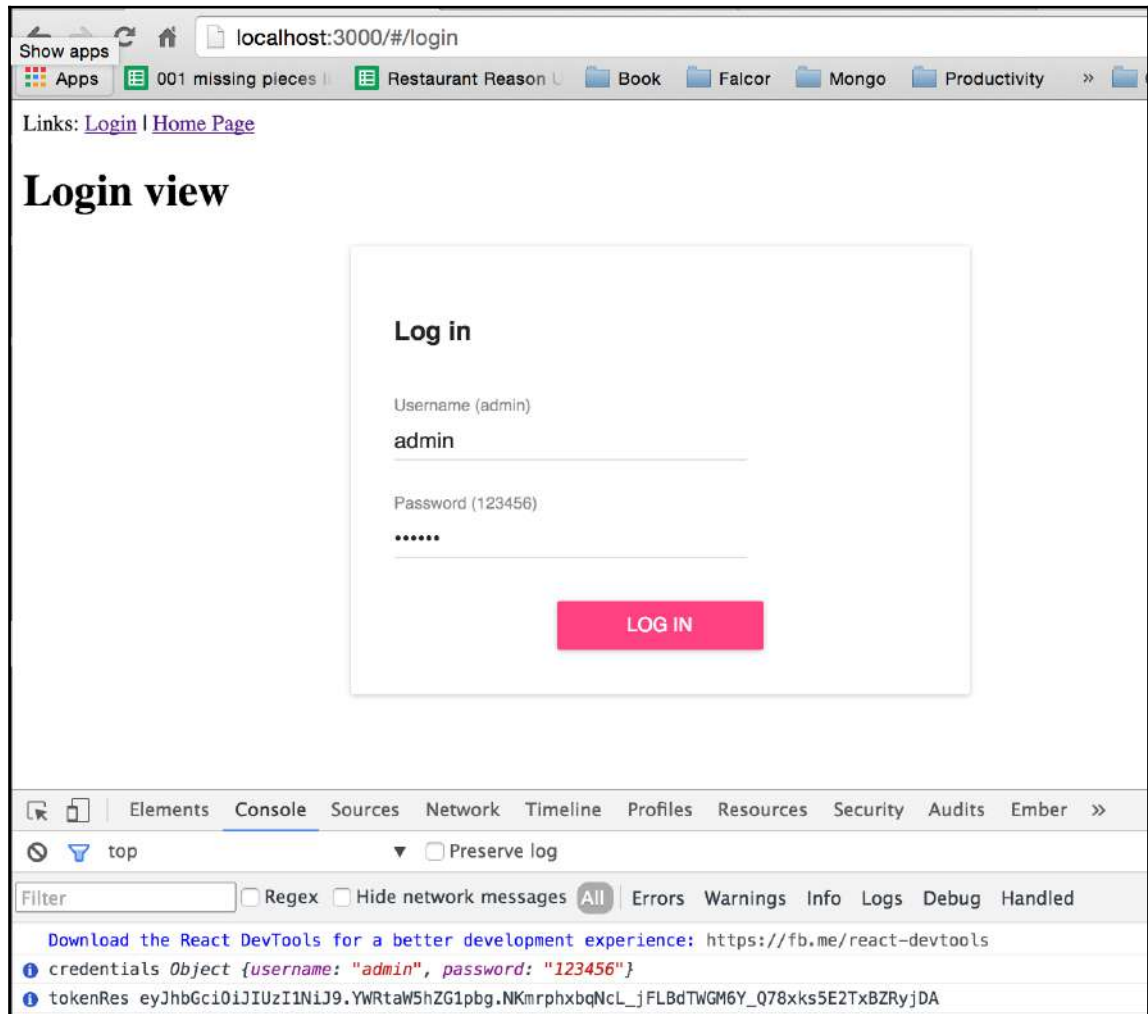 localhost:3000/#/login
Show apps
Apps 001 missing pieces Restaurant Reason Book Falcor Mongo Productivity »
Links: Login | Home Page
Login view
Log in
Username (admin)
admin
Password (123456)
••••••
LOG IN
Elements Console Sources Network Timeline Profiles Resources Security Audits Ember »
top ▼ Preserve log
Filter Regex Hide network messages All Errors Warnings Info Logs Debug Handled
Download the React DevTools for a better development experience: https://fb.me/react-devtools
credentials Object {username: "admin", password: "123456"}
tokenRes eyJhbGciOiJIUzI1NiJ9.YWRtaW5hZG1pbg.NKmrphxbqNcL_jFLBdTWGM6Y_Q78xks5E2TxBZRyjDA